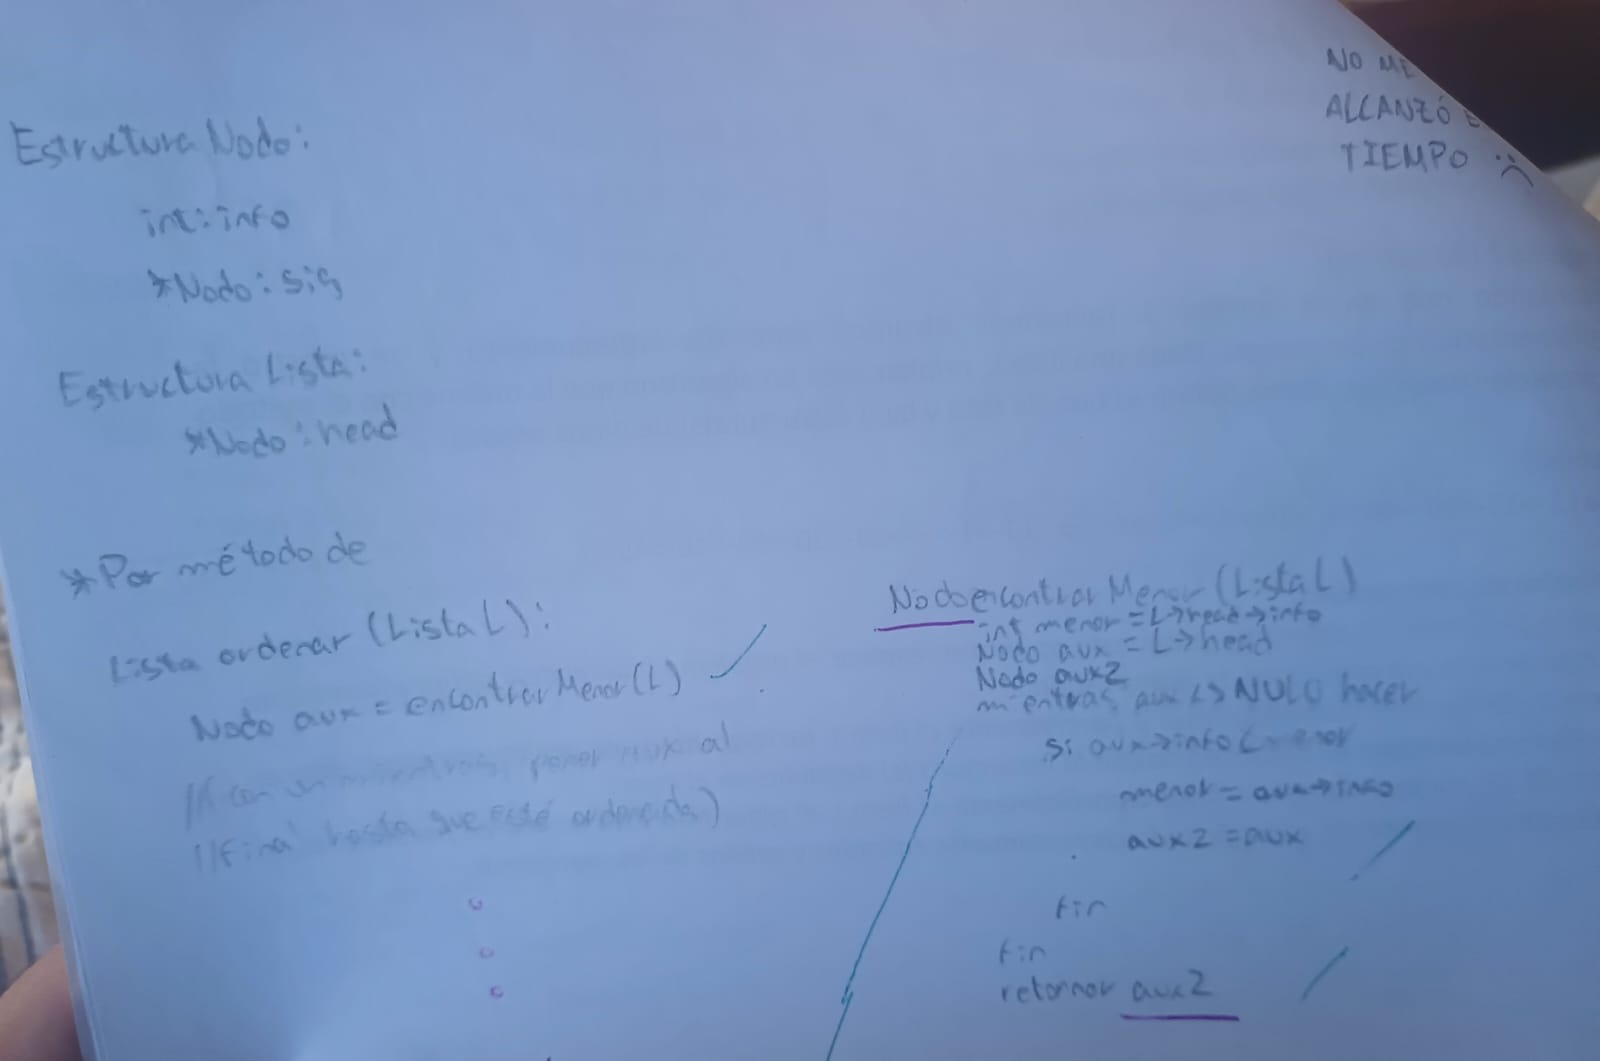 NO ME
ALCANZÓ E
TIEMPO :(
Estructura Nodo:
int: info
*Nodo: sig
Estructura Lista:
*Nodo: head
*Por método de
Lista ordenar (Lista L):
Nodo aux = encontrarMenor(L)
con un mientras, poner aux al
//final hasta que esté ordenada)
Nodo encontrarMenor (Lista L)
int menor = L→head→info
Nodo aux = L→head
Nodo aux2
mientras aux <> NULO hacer
si aux→info < menor
menor = aux→info
aux2 = aux
fin
fin
retornar aux2